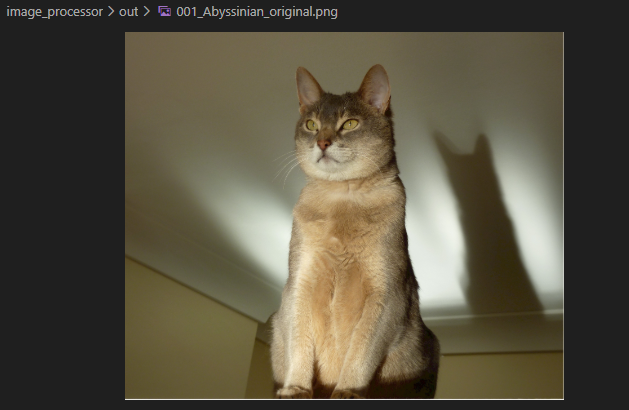 image_processor > out > 001_Abyssinian_original.png